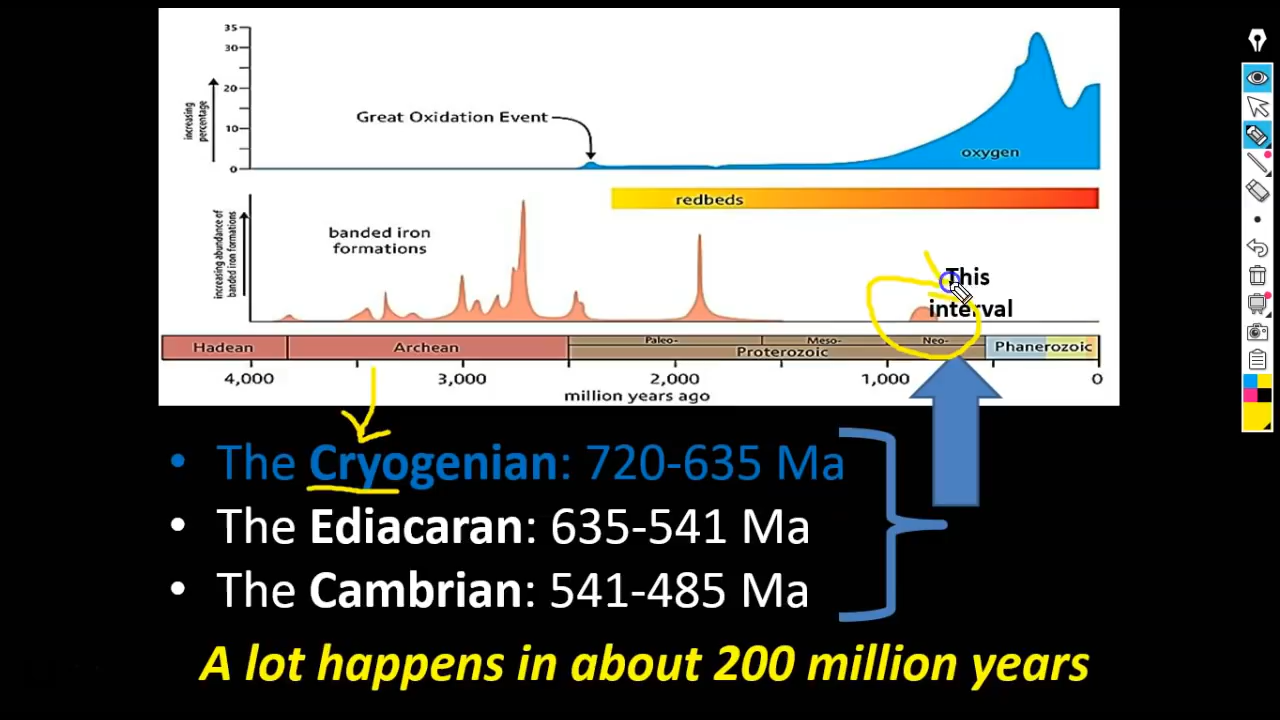 35
30
20
10
0
increasing
percentage
Great Oxidation Event
oxygen
redbeds
increasing abundance of
banded iron formations
banded iron
formations
This
interval
Hadean
Archean
Paleo-
Meso-
Neo-
Proterozoic
Phanerozoic
4,000
3,000
2,000
1,000
0
million years ago
• The Cryogenian: 720-635 Ma
• The Ediacaran: 635-541 Ma
• The Cambrian: 541-485 Ma
A lot happens in about 200 million years